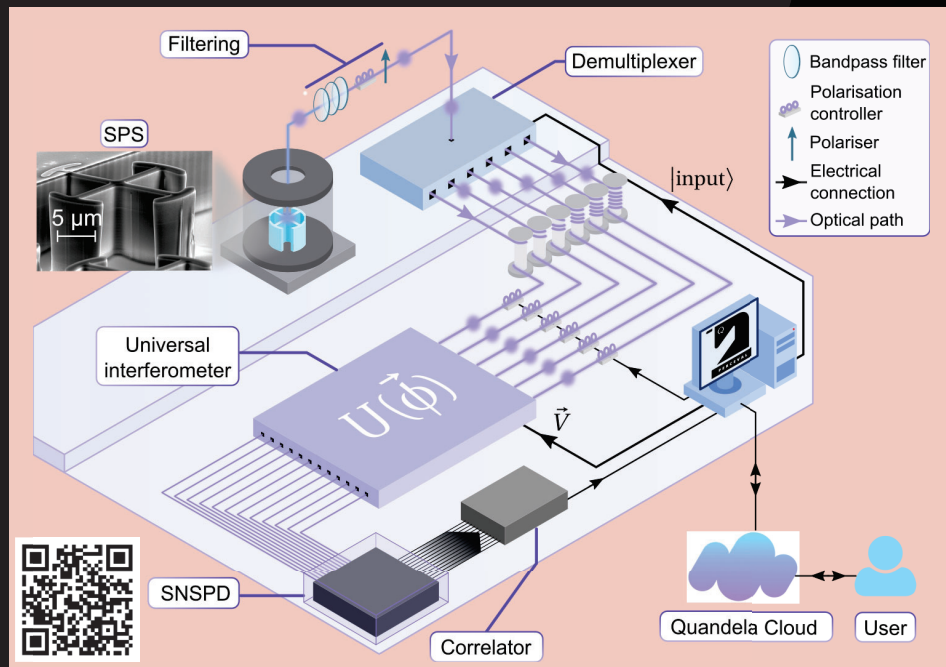 Filtering
Demultiplexer
Bandpass filter
Polarisation
controller
Polariser
Electrical
connection
Optical path
SPS
5 µm
|input⟩
Universal
interferometer
U(ϕ⃗)
V⃗
Q
SNSPD
Correlator
Quandela Cloud
User